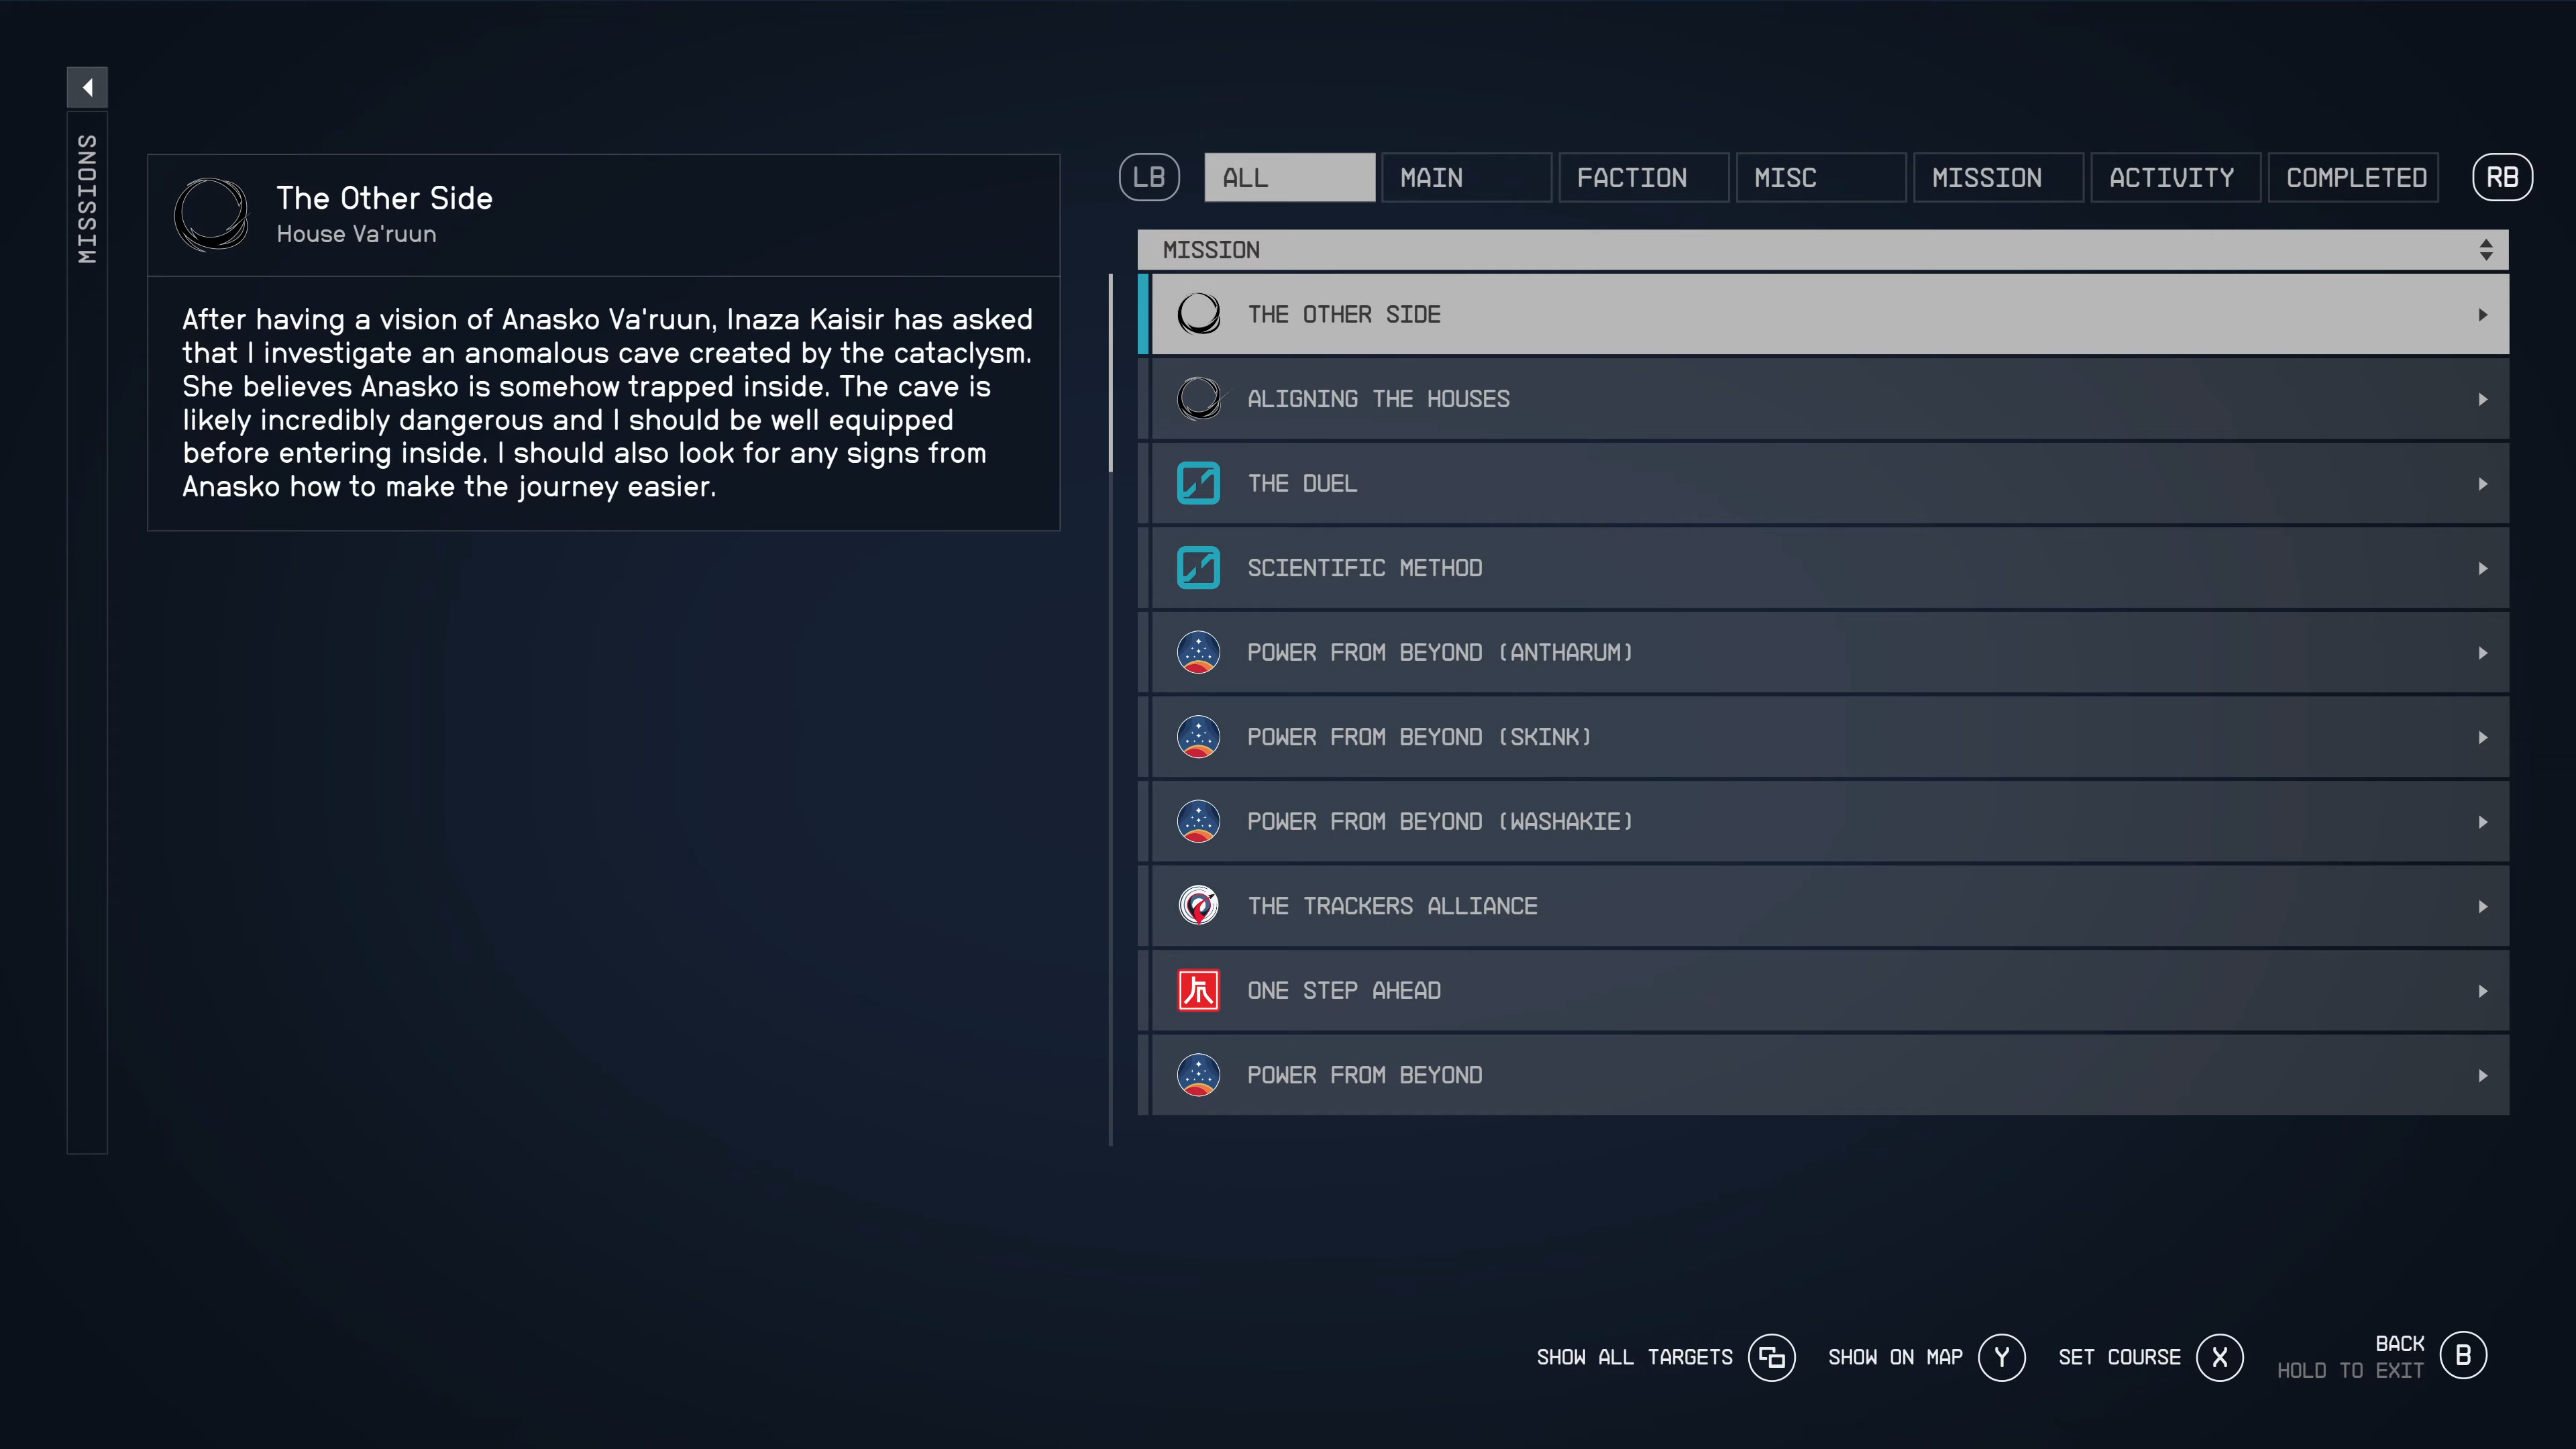 MISSIONS
The Other Side
House Va'ruun
After having a vision of Anasko Va'ruun, Inaza Kaisir has asked
that I investigate an anomalous cave created by the cataclysm.
She believes Anasko is somehow trapped inside. The cave is
likely incredibly dangerous and I should be well equipped
before entering inside. I should also look for any signs from
Anasko how to make the journey easier.
LB ALL MAIN FACTION MISC MISSION ACTIVITY COMPLETED RB
MISSION
THE OTHER SIDE
ALIGNING THE HOUSES
THE DUEL
SCIENTIFIC METHOD
POWER FROM BEYOND (ANTHARUM)
POWER FROM BEYOND (SKINK)
POWER FROM BEYOND (WASHAKIE)
THE TRACKERS ALLIANCE
ONE STEP AHEAD
POWER FROM BEYOND
SHOW ALL TARGETS SHOW ON MAP Y SET COURSE X BACK B
HOLD TO EXIT